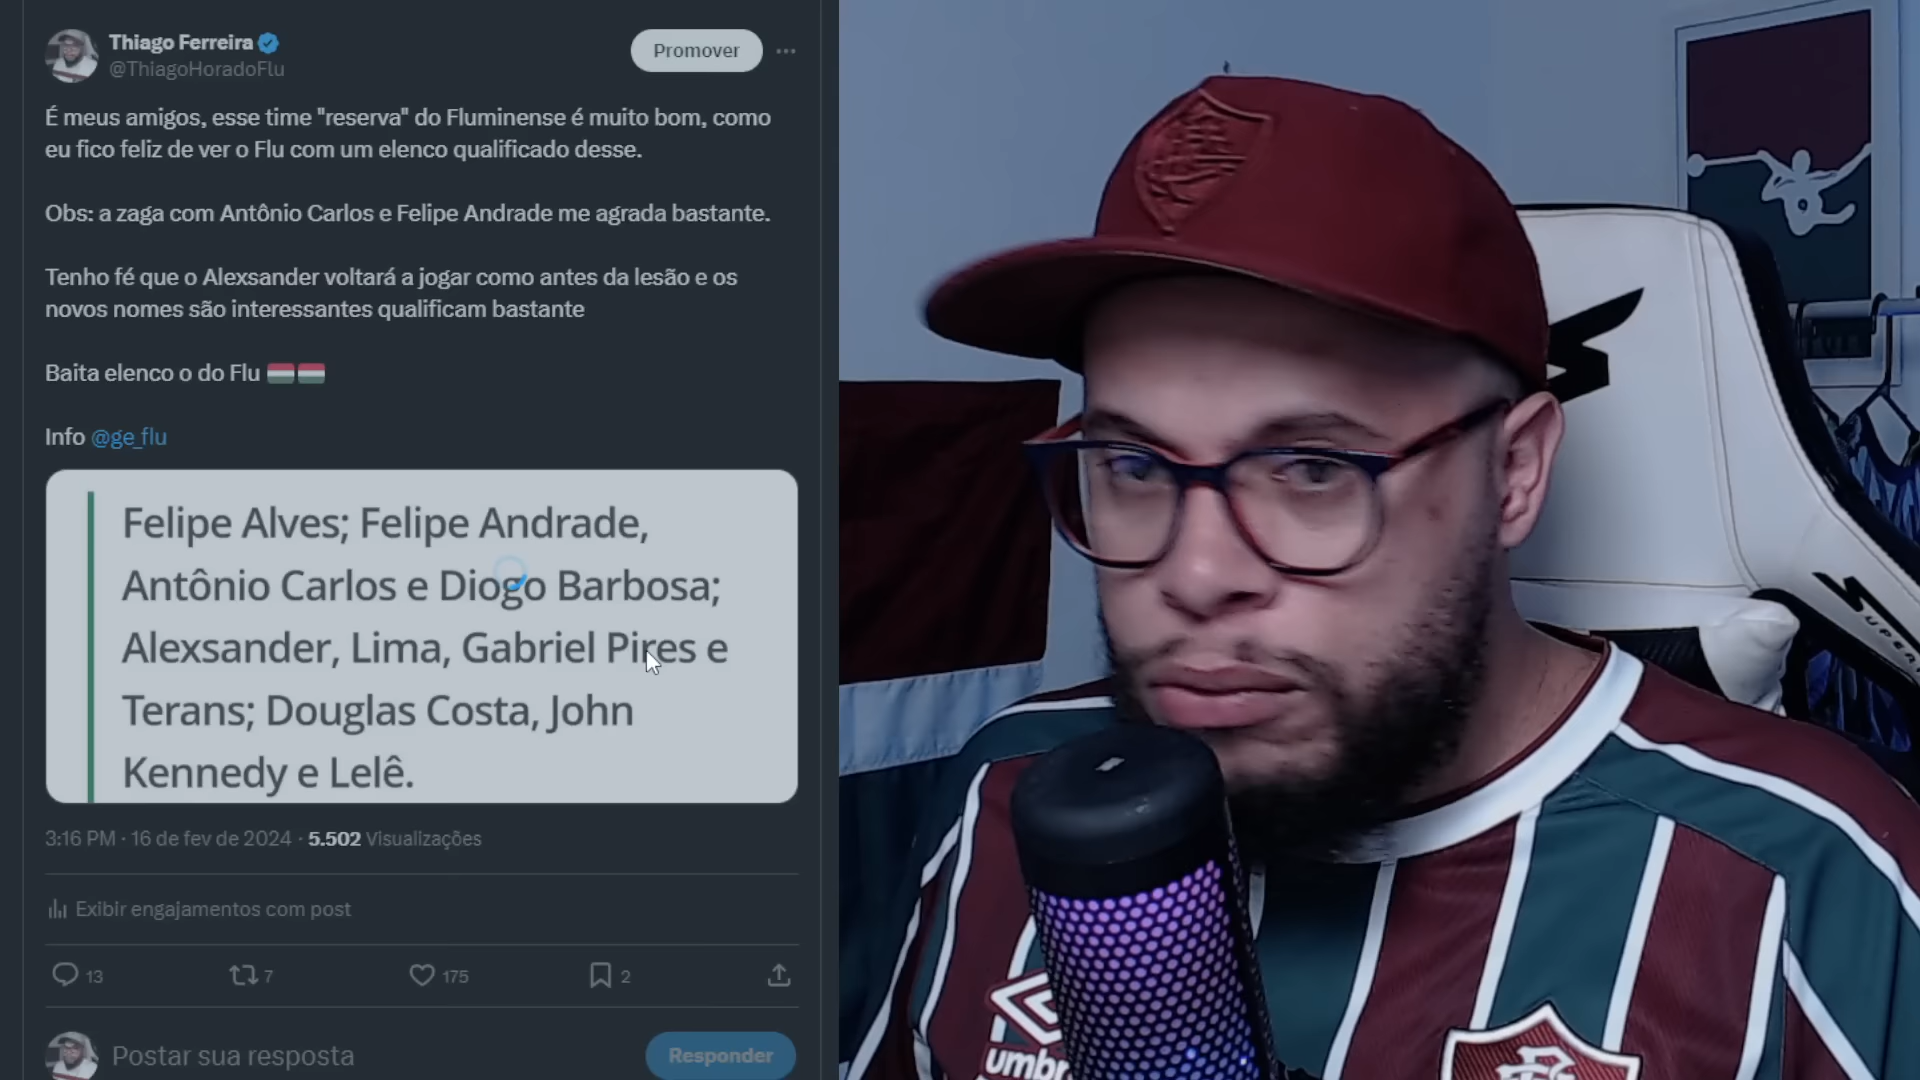 Thiago Ferreira
@ThiagoHoradoFlu
Promover
É meus amigos, esse time "reserva" do Fluminense é muito bom, como
eu fico feliz de ver o Flu com um elenco qualificado desse.
Obs: a zaga com Antônio Carlos e Felipe Andrade me agrada bastante.
Tenho fé que o Alexsander voltará a jogar como antes da lesão e os
novos nomes são interessantes qualificam bastante
Baita elenco o do Flu
Info @ge_flu
Felipe Alves; Felipe Andrade,
Antônio Carlos e Diogo Barbosa;
Alexsander, Lima, Gabriel Pires e
Terans; Douglas Costa, John
Kennedy e Lelê.
3:16 PM · 16 de fev de 2024 · 5.502 Visualizações
Exibir engajamentos com post
13 7 175 2
Postar sua resposta
Responder